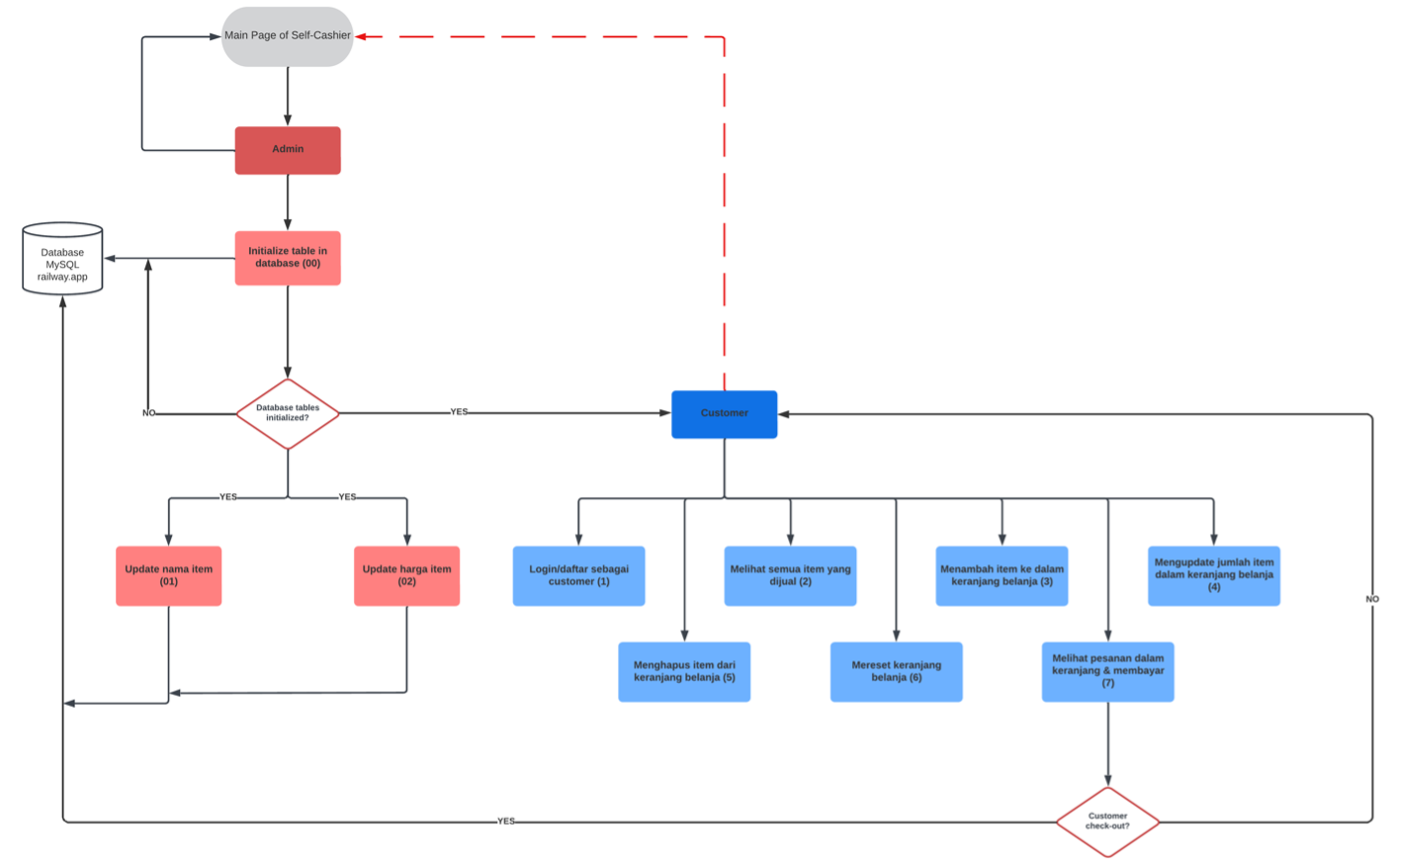 Main Page of Self-Cashier
Admin
Initialize table in
database (00)
Database
MySQL
railway.app
Database tables
initialized?
NO
YES
Customer
YES
YES
Update nama item
(01)
Update harga item
(02)
Login/daftar sebagai
customer (1)
Melihat semua item yang
dijual (2)
Menambah item ke dalam
keranjang belanja (3)
Mengupdate jumlah item
dalam keranjang belanja
(4)
NO
Menghapus item dari
keranjang belanja (5)
Mereset keranjang
belanja (6)
Melihat pesanan dalam
keranjang & membayar
(7)
YES
Customer
check-out?